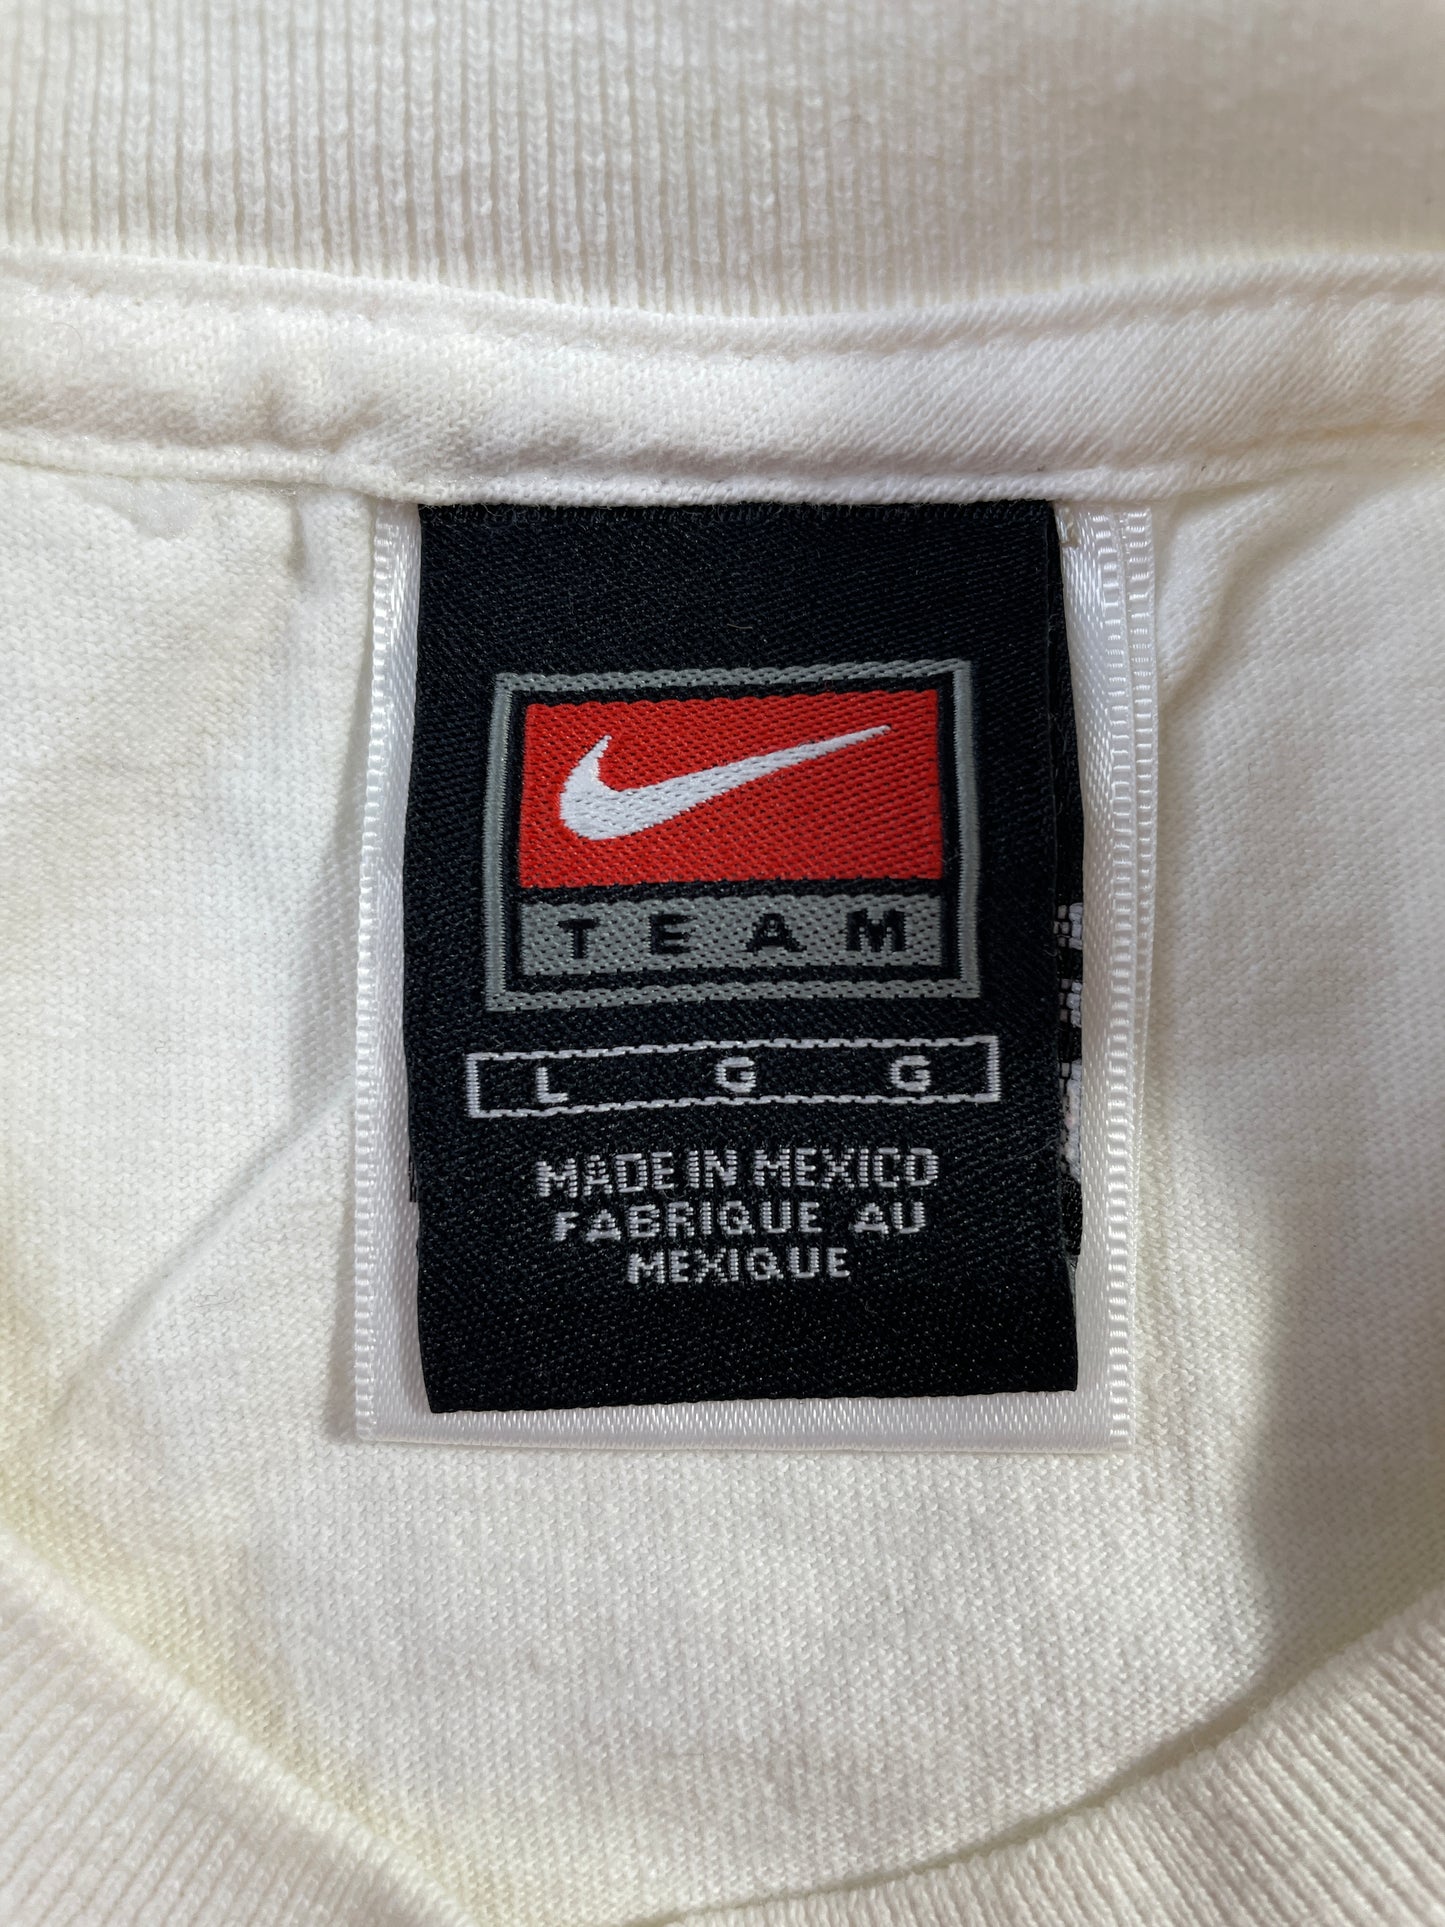 TEAM
L G G
MADE IN MEXICO
FABRIQUE AU
MEXIQUE